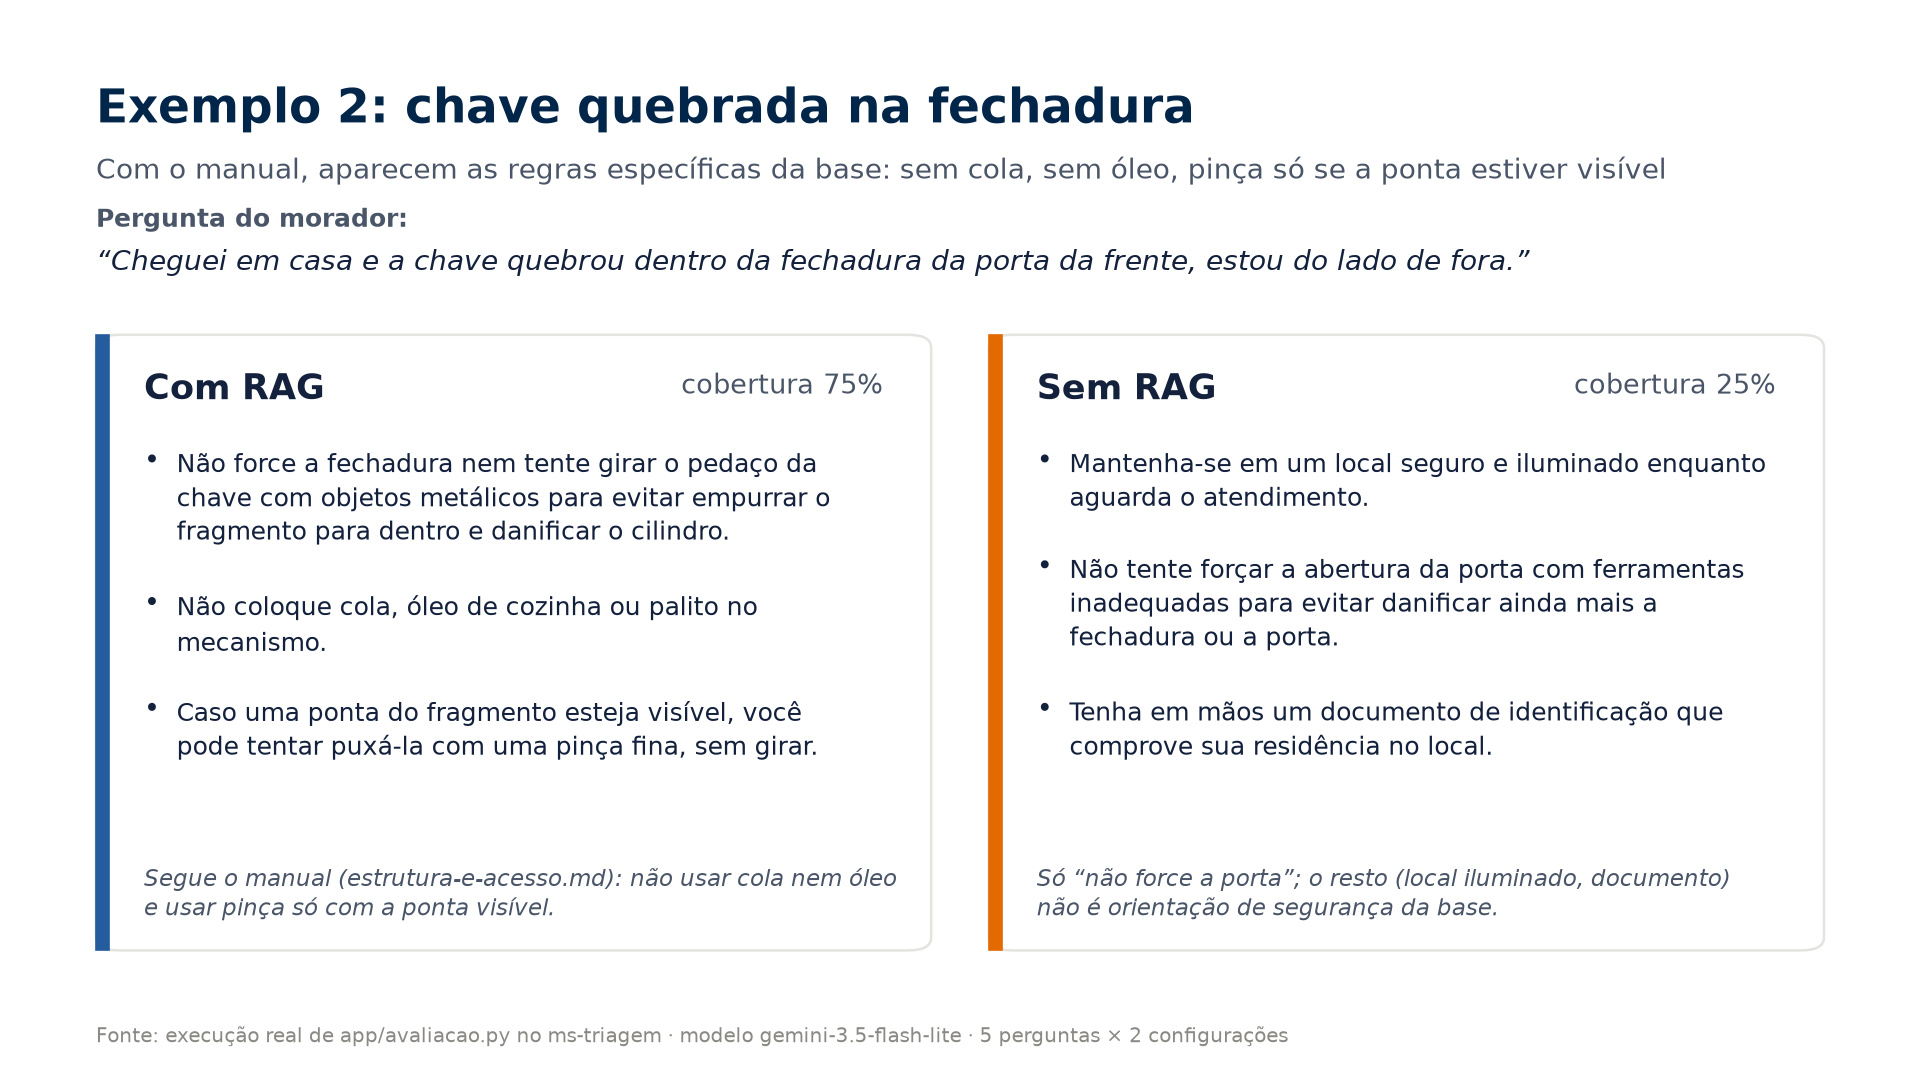 Exemplo 2: chave quebrada na fechadura
Com o manual, aparecem as regras específicas da base: sem cola, sem óleo, pinça só se a ponta estiver visível
Pergunta do morador:
“Cheguei em casa e a chave quebrou dentro da fechadura da porta da frente, estou do lado de fora.”
Com RAG
cobertura 75%
• Não force a fechadura nem tente girar o pedaço da
chave com objetos metálicos para evitar empurrar o
fragmento para dentro e danificar o cilindro.
• Não coloque cola, óleo de cozinha ou palito no
mecanismo.
• Caso uma ponta do fragmento esteja visível, você
pode tentar puxá-la com uma pinça fina, sem girar.
Segue o manual (estrutura-e-acesso.md): não usar cola nem óleo
e usar pinça só com a ponta visível.
Sem RAG
cobertura 25%
• Mantenha-se em um local seguro e iluminado enquanto
aguarda o atendimento.
• Não tente forçar a abertura da porta com ferramentas
inadequadas para evitar danificar ainda mais a
fechadura ou a porta.
• Tenha em mãos um documento de identificação que
comprove sua residência no local.
Só “não force a porta”; o resto (local iluminado, documento)
não é orientação de segurança da base.
Fonte: execução real de app/avaliacao.py no ms-triagem · modelo gemini-3.5-flash-lite · 5 perguntas × 2 configurações